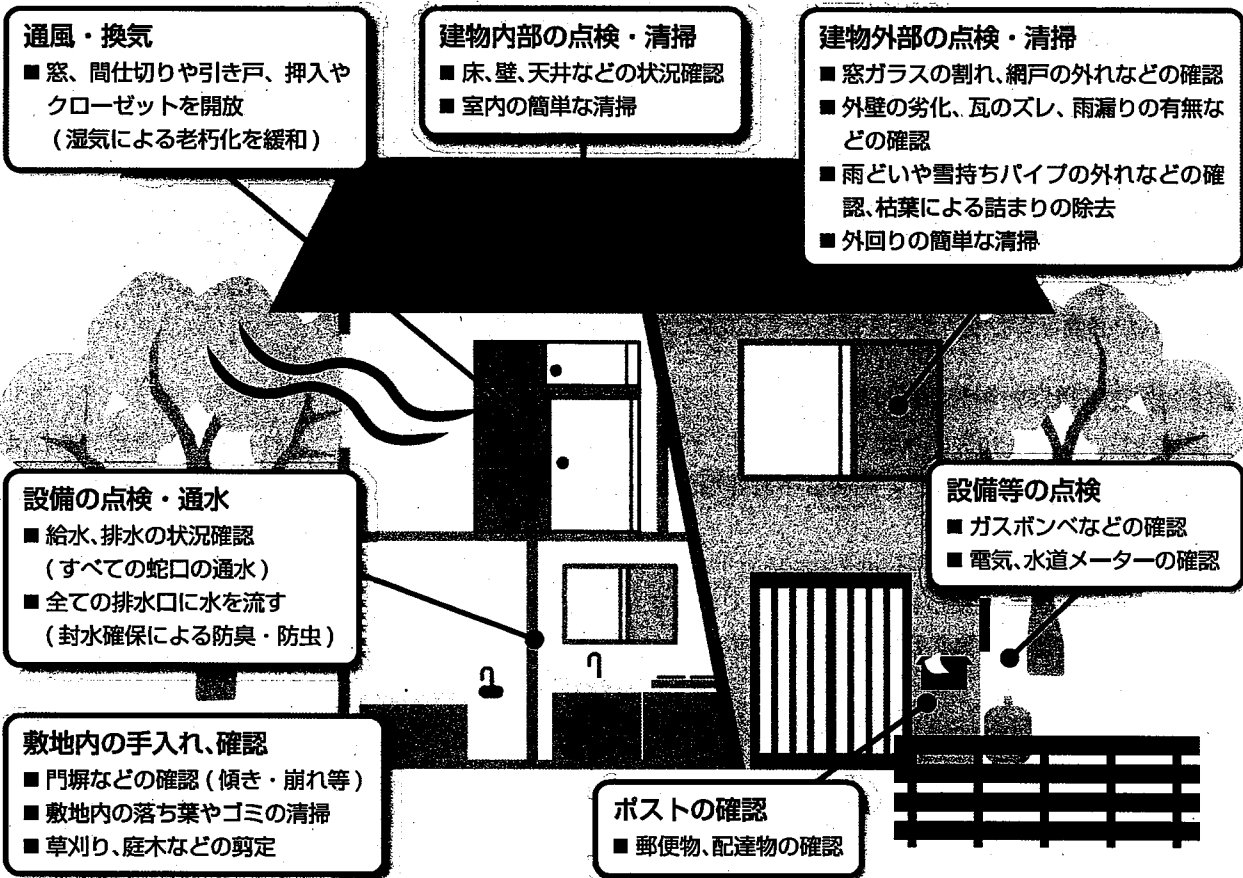 通風・換気
■ 窓、間仕切りや引き戸、押入や
クローゼットを開放
(湿気による老朽化を緩和)
建物内部の点検・清掃
■ 床、壁、天井などの状況確認
■ 室内の簡単な清掃
建物外部の点検・清掃
■ 窓ガラスの割れ、網戸の外れなどの確認
■ 外壁の劣化、瓦のズレ、雨漏りの有無な
どの確認
■ 雨どいや雪持ちパイプの外れなどの確
認、枯葉による詰まりの除去
■ 外回りの簡単な清掃
設備の点検・通水
■ 給水、排水の状況確認
(すべての蛇口の通水)
■ 全ての排水口に水を流す
(封水確保による防臭・防虫)
設備等の点検
■ ガスボンベなどの確認
■ 電気、水道メーターの確認
敷地内の手入れ、確認
■ 門塀などの確認(傾き・崩れ等)
■ 敷地内の落ち葉やゴミの清掃
■ 草刈り、庭木などの剪定
ポストの確認
■ 郵便物、配達物の確認